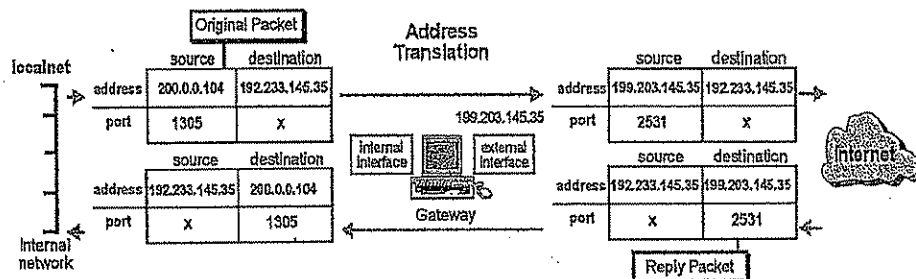 Original Packet
Address
Translation
localnet
source destination
address 200.0.0.104 192.233.145.35
port 1305 x
source destination
address 199.203.145.35 192.233.145.35
port 2531 x
199.203.145.35
internal
interface
external
interface
Gateway
source destination
address 192.233.145.35 200.0.0.104
port x 1305
source destination
address 192.233.145.35 199.203.145.35
port x 2531
Internet
Internal
network
Reply Packet